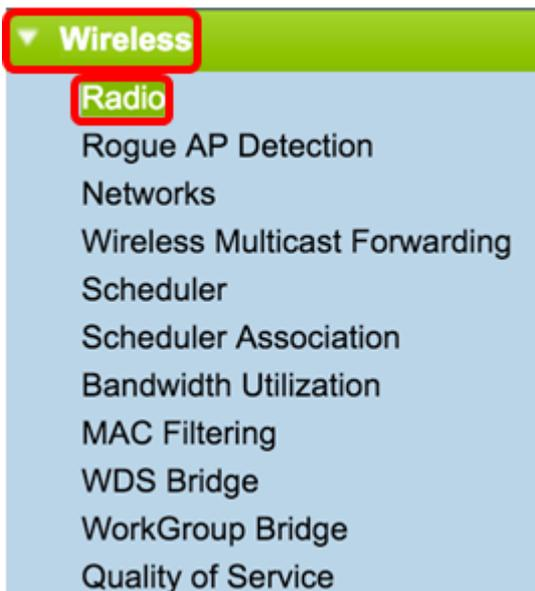 Wireless
Radio
Rogue AP Detection
Networks
Wireless Multicast Forwarding
Scheduler
Scheduler Association
Bandwidth Utilization
MAC Filtering
WDS Bridge
WorkGroup Bridge
Quality of Service